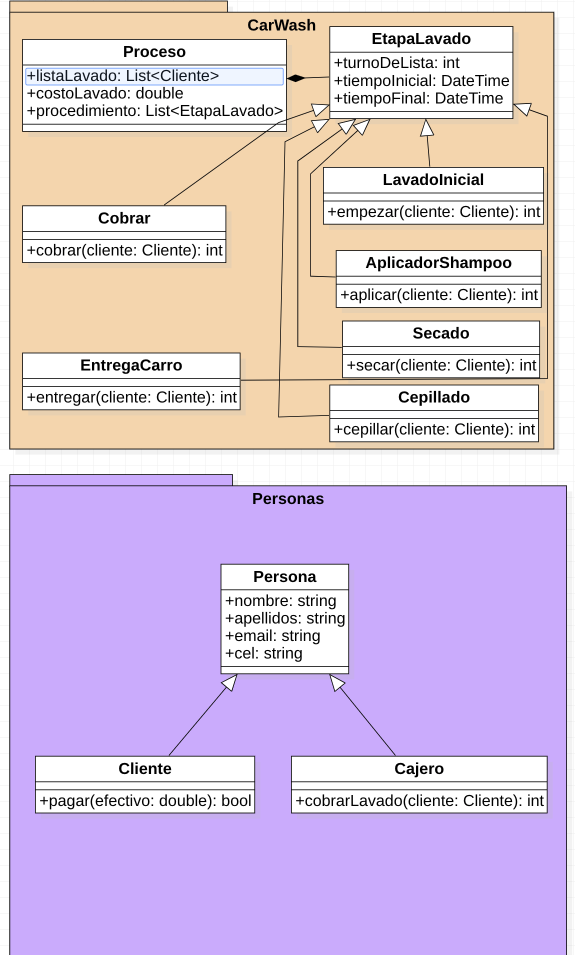 CarWash
Proceso
+listaLavado: List<Cliente>
+costoLavado: double
+procedimiento: List<EtapaLavado>
EtapaLavado
+turnoDeLista: int
+tiempoInicial: DateTime
+tiempoFinal: DateTime
LavadoInicial
+empezar(cliente: Cliente): int
Cobrar
+cobrar(cliente: Cliente): int
AplicadorShampoo
+aplicar(cliente: Cliente): int
Secado
+secar(cliente: Cliente): int
EntregaCarro
+entregar(cliente: Cliente): int
Cepillado
+cepillar(cliente: Cliente): int
Personas
Persona
+nombre: string
+apellidos: string
+email: string
+cel: string
Cliente
+pagar(efectivo: double): bool
Cajero
+cobrarLavado(cliente: Cliente): int